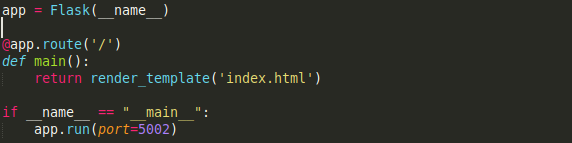 app = Flask(__name__)
@app.route('/')
def main():
    return render_template('index.html')
if __name__ == "__main__":
    app.run(port=5002)